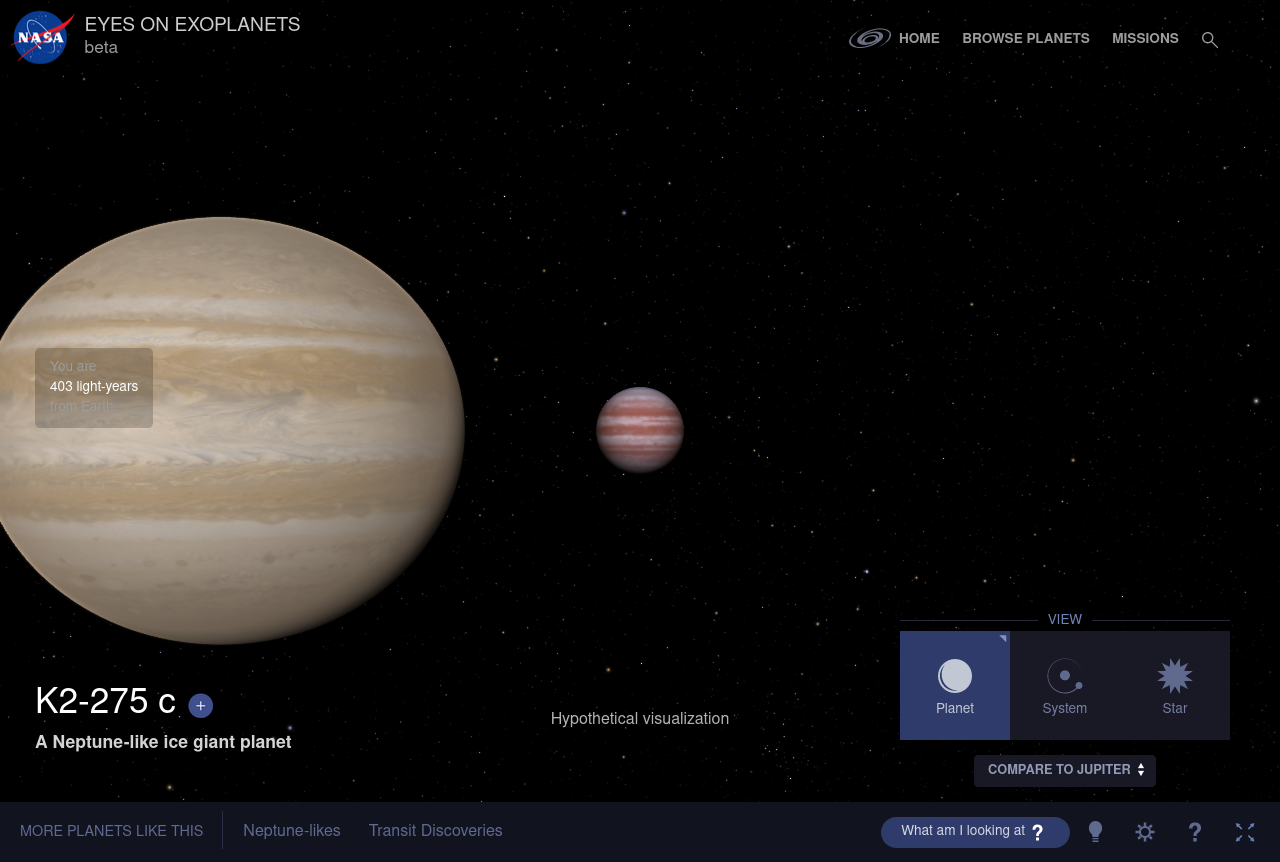 NASA
EYES ON EXOPLANETS
beta
HOME
BROWSE PLANETS
MISSIONS
You are
403 light-years
from Earth
VIEW
Planet
System
Star
K2-275 c +
A Neptune-like ice giant planet
Hypothetical visualization
COMPARE TO JUPITER
MORE PLANETS LIKE THIS
Neptune-likes
Transit Discoveries
What am I looking at ?
?